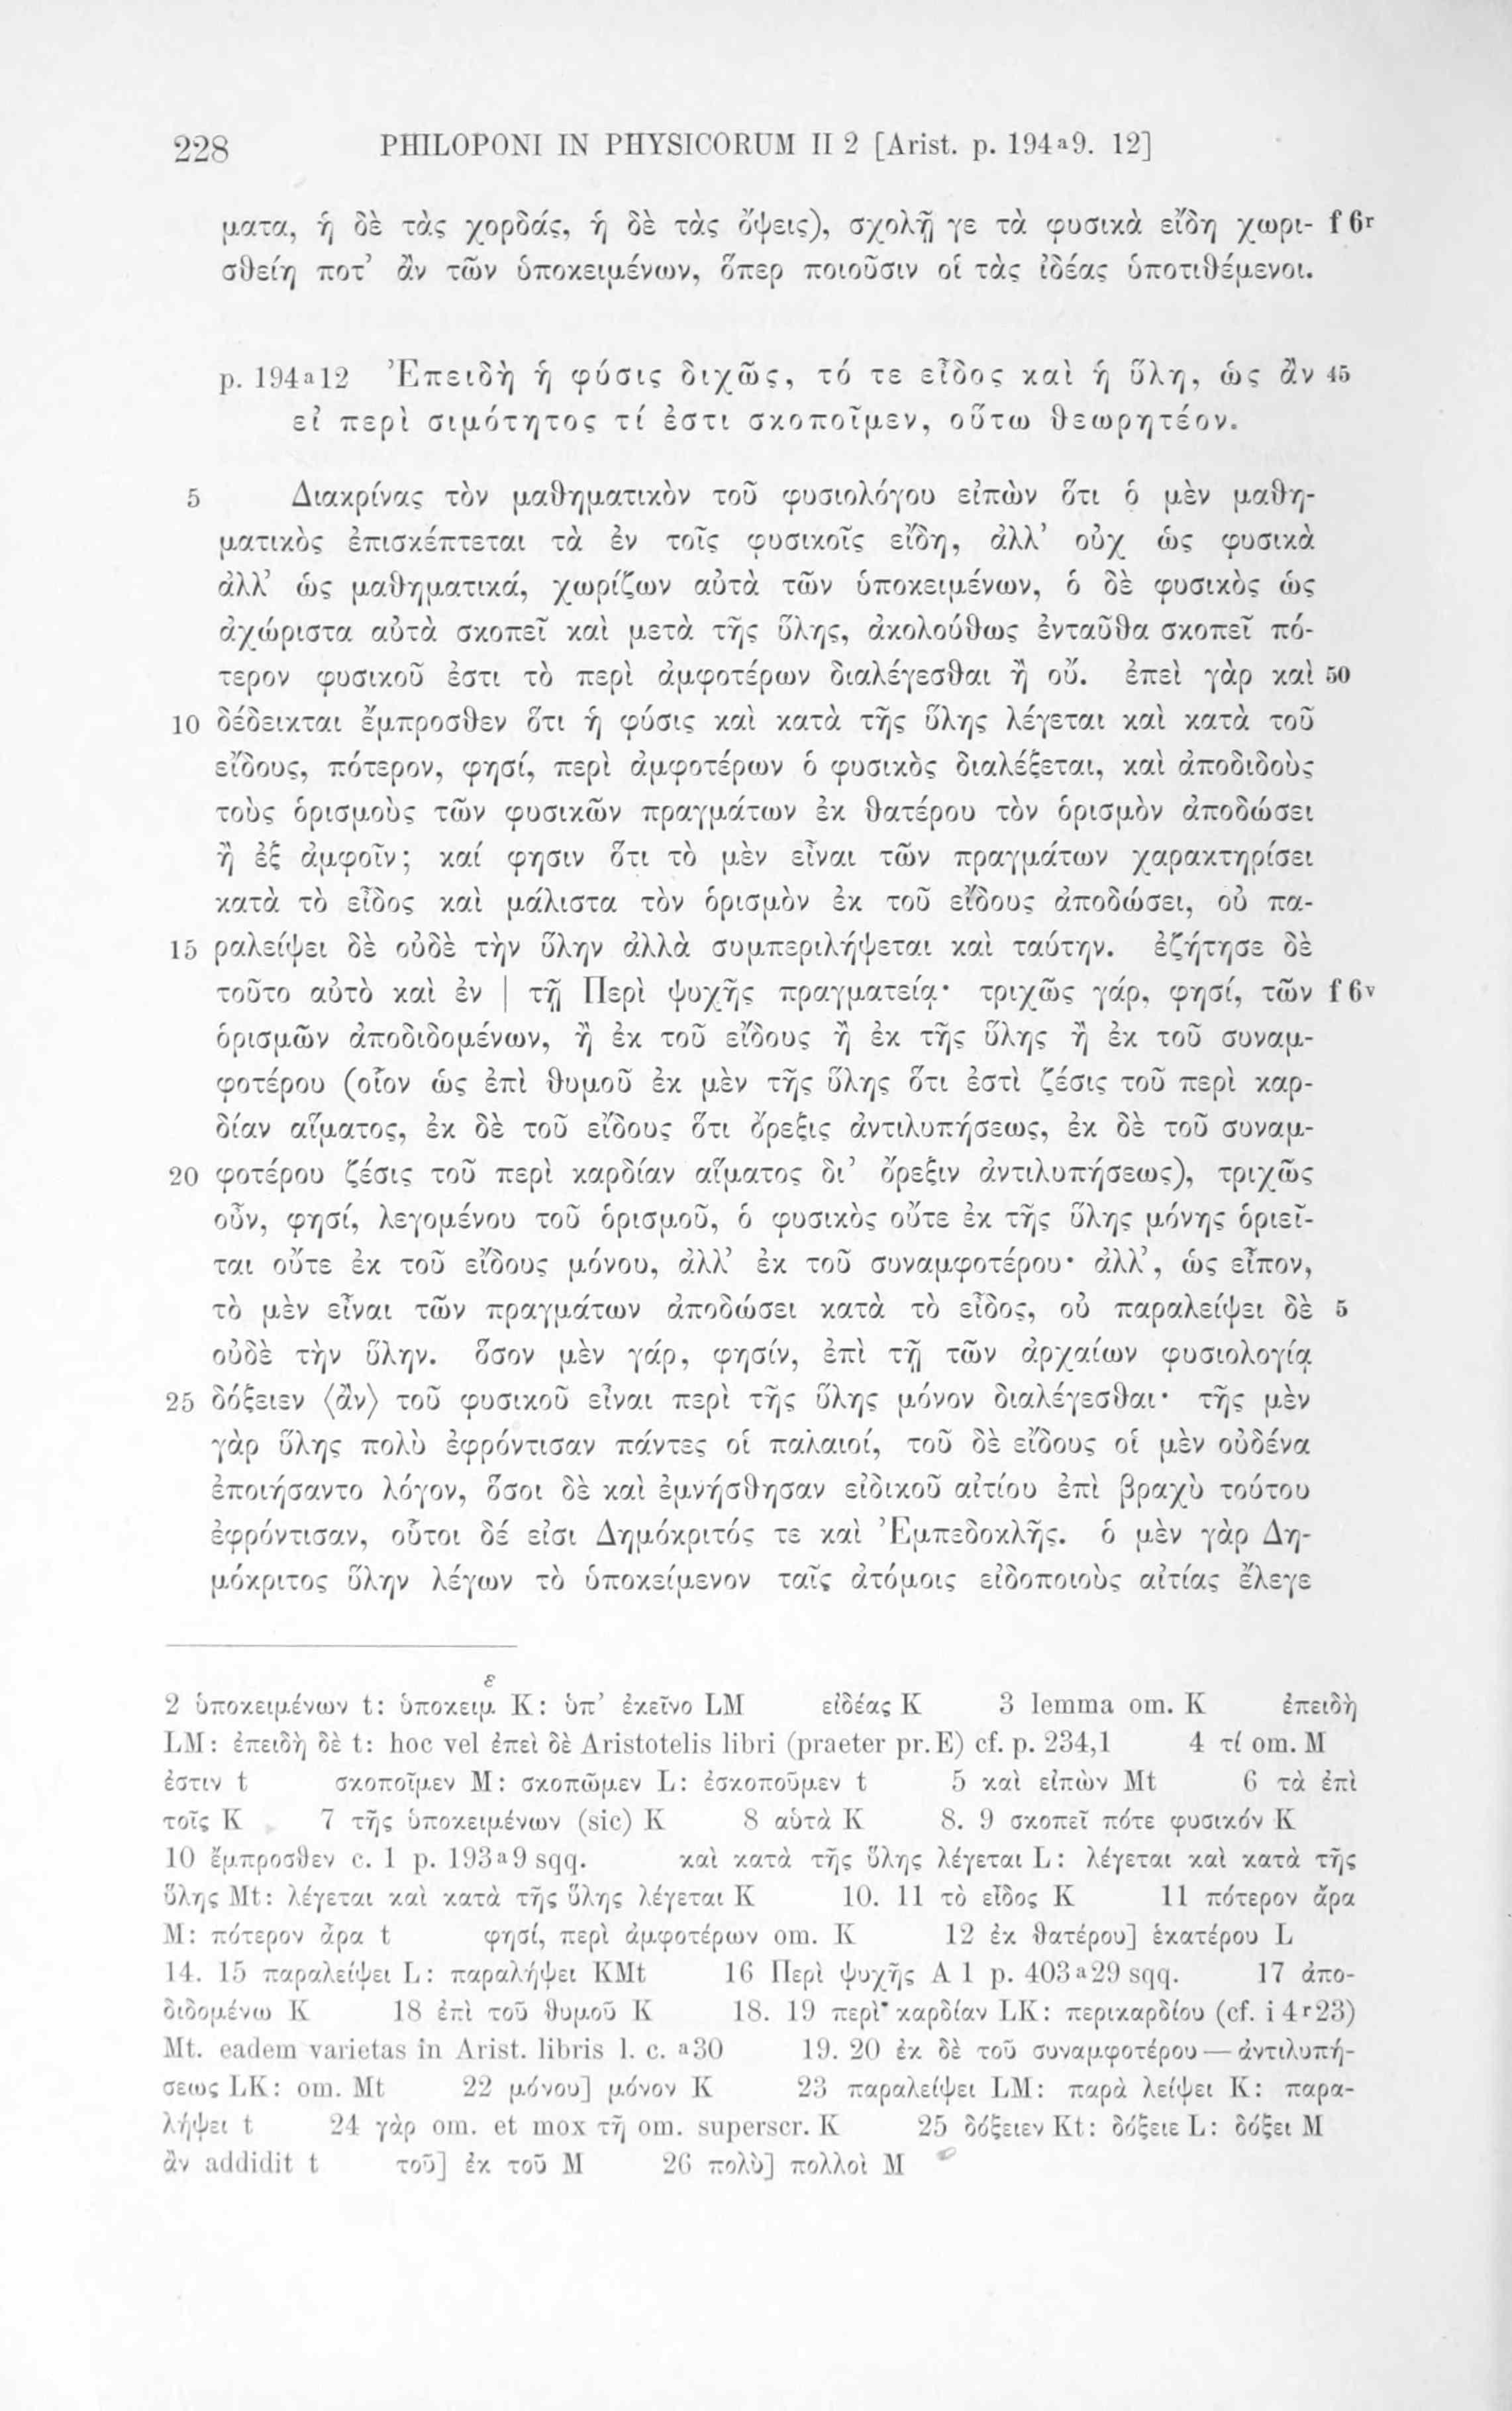 228 PHILOPONI IN PHYSICORUM II 2 [Arist. p. 194ᵃ9. 12]
ματα, ἡ δὲ τὰς χορδάς, ἡ δὲ τὰς ὄψεις), σχολῇ γε τὰ φυσικὰ εἴδη χωρι- f 6ʳ
σθείη ποτ’ ἂν τῶν ὑποκειμένων, ὅπερ ποιοῦσιν οἱ τὰς ἰδέας ὑποτιθέμενοι.
p. 194ᵃ12 Ἐπειδὴ ἡ φύσις διχῶς, τό τε εἶδος καὶ ἡ ὕλη, ὡς ἂν 45
εἰ περὶ σιμότητος τί ἐστι σκοποῖμεν, οὕτω θεωρητέον.
5 Διακρίνας τὸν μαθηματικὸν τοῦ φυσιολόγου εἰπὼν ὅτι ὁ μὲν μαθη-
ματικὸς ἐπισκέπτεται τὰ ἐν τοῖς φυσικοῖς εἴδη, ἀλλ’ οὐχ ὡς φυσικὰ
ἀλλ’ ὡς μαθηματικά, χωρίζων αὐτὰ τῶν ὑποκειμένων, ὁ δὲ φυσικὸς ὡς
ἀχώριστα αὐτὰ σκοπεῖ καὶ μετὰ τῆς ὕλης, ἀκολούθως ἐνταῦθα σκοπεῖ πό-
τερον φυσικοῦ ἐστι τὸ περὶ ἀμφοτέρων διαλέγεσθαι ἢ οὔ. ἐπεὶ γὰρ καὶ 50
10 δέδεικται ἔμπροσθεν ὅτι ἡ φύσις καὶ κατὰ τῆς ὕλης λέγεται καὶ κατὰ τοῦ
εἴδους, πότερον, φησί, περὶ ἀμφοτέρων ὁ φυσικὸς διαλέξεται, καὶ ἀποδιδοὺς
τοὺς ὁρισμοὺς τῶν φυσικῶν πραγμάτων ἐκ θατέρου τὸν ὁρισμὸν ἀποδώσει
ἢ ἐξ ἀμφοῖν; καί φησιν ὅτι τὸ μὲν εἶναι τῶν πραγμάτων χαρακτηρίσει
κατὰ τὸ εἶδος καὶ μάλιστα τὸν ὁρισμὸν ἐκ τοῦ εἴδους ἀποδώσει, οὐ πα-
15 ραλείψει δὲ οὐδὲ τὴν ὕλην ἀλλὰ συμπεριλήψεται καὶ ταύτην. ἐζήτησε δὲ
τοῦτο αὐτὸ καὶ ἐν | τῇ Περὶ ψυχῆς πραγματείᾳ· τριχῶς γάρ, φησί, τῶν f 6ᵛ
ὁρισμῶν ἀποδιδομένων, ἢ ἐκ τοῦ εἴδους ἢ ἐκ τῆς ὕλης ἢ ἐκ τοῦ συναμ-
φοτέρου (οἷον ὡς ἐπὶ θυμοῦ ἐκ μὲν τῆς ὕλης ὅτι ἐστὶ ζέσις τοῦ περὶ καρ-
δίαν αἵματος, ἐκ δὲ τοῦ εἴδους ὅτι ὄρεξις ἀντιλυπήσεως, ἐκ δὲ τοῦ συναμ-
20 φοτέρου ζέσις τοῦ περὶ καρδίαν αἵματος δι’ ὄρεξιν ἀντιλυπήσεως), τριχῶς
οὖν, φησί, λεγομένου τοῦ ὁρισμοῦ, ὁ φυσικὸς οὔτε ἐκ τῆς ὕλης μόνης ὁριεῖ-
ται οὔτε ἐκ τοῦ εἴδους μόνου, ἀλλ’ ἐκ τοῦ συναμφοτέρου· ἀλλ’, ὡς εἶπον,
τὸ μὲν εἶναι τῶν πραγμάτων ἀποδώσει κατὰ τὸ εἶδος, οὐ παραλείψει δὲ 5
οὐδὲ τὴν ὕλην. ὅσον μὲν γάρ, φησίν, ἐπὶ τῇ τῶν ἀρχαίων φυσιολογίᾳ
25 δόξειεν ⟨ἂν⟩ τοῦ φυσικοῦ εἶναι περὶ τῆς ὕλης μόνον διαλέγεσθαι· τῆς μὲν
γὰρ ὕλης πολὺ ἐφρόντισαν πάντες οἱ παλαιοί, τοῦ δὲ εἴδους οἱ μὲν οὐδένα
ἐποιήσαντο λόγον, ὅσοι δὲ καὶ ἐμνήσθησαν εἰδικοῦ αἰτίου ἐπὶ βραχὺ τούτου
ἐφρόντισαν, οὗτοι δέ εἰσι Δημόκριτός τε καὶ Ἐμπεδοκλῆς. ὁ μὲν γὰρ Δη-
μόκριτος ὕλην λέγων τὸ ὑποκείμενον ταῖς ἀτόμοις εἰδοποιοὺς αἰτίας ἔλεγε
2 ὑποκειμένων t: ὑποκειμ͂ε K: ὑπ’ ἐκεῖνο LM εἰδέας K 3 lemma om. K ἐπειδὴ
LM: ἐπειδὴ δὲ t: hoc vel ἐπεὶ δὲ Aristotelis libri (praeter pr. E) cf. p. 234,1 4 τί om. M
ἐστιν t σκοποῖμεν M: σκοπῶμεν L: ἐσκοποῦμεν t 5 καὶ εἰπὼν Mt 6 τὰ ἐπὶ
τοῖς K 7 τῆς ὑποκειμένων (sic) K 8 αὑτὰ K 8. 9 σκοπεῖ πότε φυσικόν K
10 ἔμπροσθεν c. 1 p. 193ᵃ9 sqq. καὶ κατὰ τῆς ὕλης λέγεται L: λέγεται καὶ κατὰ τῆς
ὕλης Mt: λέγεται καὶ κατὰ τῆς ὕλης λέγεται K 10. 11 τὸ εἶδος K 11 πότερον ἄρα
M: πότερον ἆρα t φησί, περὶ ἀμφοτέρων om. K 12 ἐκ θατέρου] ἑκατέρου L
14. 15 παραλείψει L: παραλήψει KMt 16 Περὶ ψυχῆς A 1 p. 403ᵃ29 sqq. 17 ἀπο-
διδομένω K 18 ἐπὶ τοῦ θυμοῦ K 18. 19 περὶ καρδίαν LK: περικαρδίου (cf. i 4ʳ23)
Mt. eadem varietas in Arist. libris l. c. ᵃ30 19. 20 ἐκ δὲ τοῦ συναμφοτέρου — ἀντιλυπή-
σεως LK: om. Mt 22 μόνου] μόνον K 23 παραλείψει LM: παρὰ λείψει K: παρα-
λήψει t 24 γὰρ om. et mox τῇ om. superscr. K 25 δόξειεν Kt: δόξειε L: δόξει M
ἂν addidit t τοῦ] ἐκ τοῦ M 26 πολὺ] πολλοὶ M